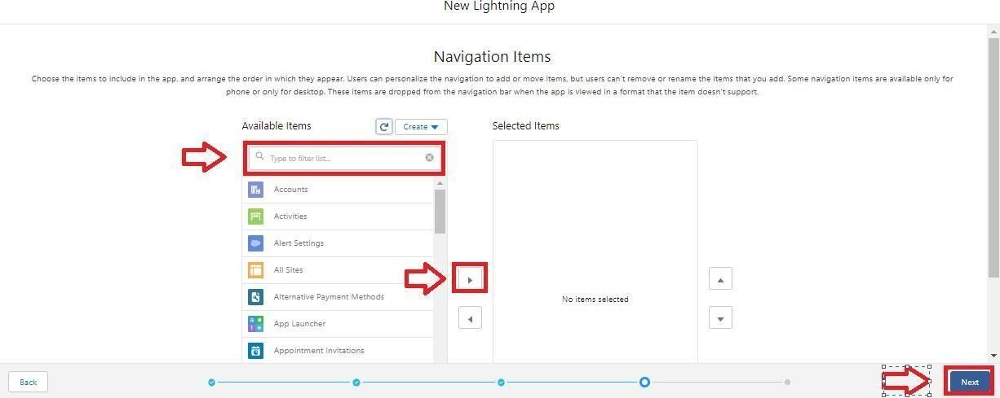 New Lightning App
Navigation Items
Choose the items to include in the app, and arrange the order in which they appear. Users can personalize the navigation to add or move items, but users can't remove or rename the items that you add. Some navigation items are available only for
phone or only for desktop. These items are dropped from the navigation bar when the app is viewed in a format that the item doesn't support.
Available Items
Create
Selected Items
Type to filter list...
Accounts
Activities
Alert Settings
All Sites
Alternative Payment Methods
App Launcher
Appointment Invitations
No items selected
Back
Next